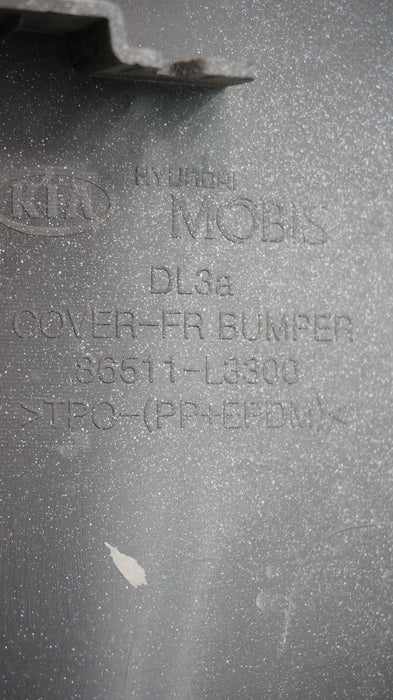 KIA
HYUNDAI
MOBIS
DL3a
COVER-FR BUMPER
86511-L3300
>TPO-(PP+EPDM)<